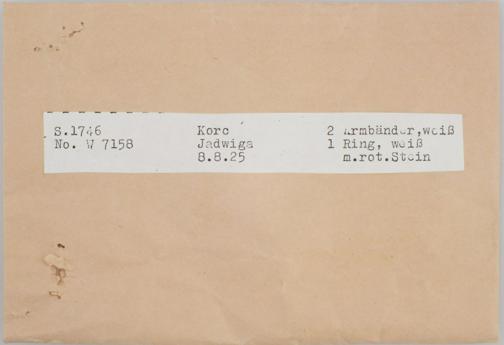 S.1746 Korc 2 Armbänder,weiß
No. W 7158 Jadwiga 1 Ring, weiß
8.8.25 m.rot.Stein